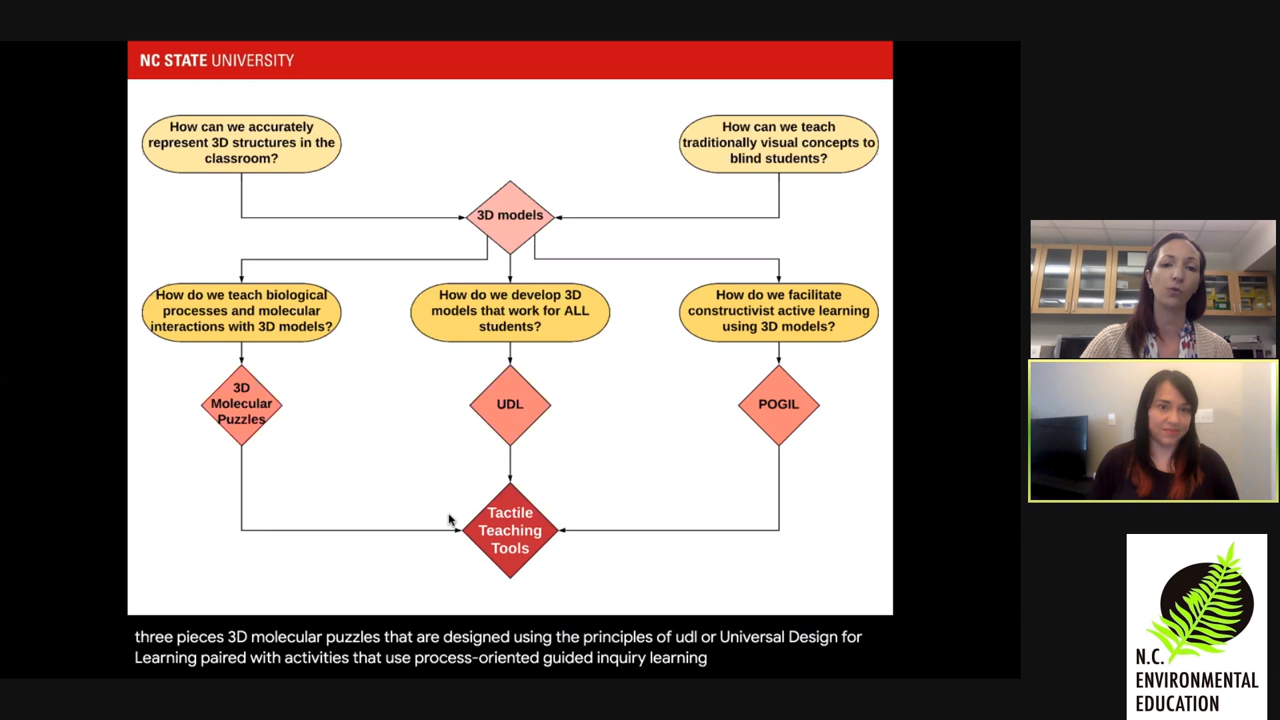 NC STATE UNIVERSITY
How can we accurately
represent 3D structures in the
classroom?
How can we teach
traditionally visual concepts to
blind students?
3D models
How do we teach biological
processes and molecular
interactions with 3D models?
How do we develop 3D
models that work for ALL
students?
How do we facilitate
constructivist active learning
using 3D models?
3D
Molecular
Puzzles
UDL
POGIL
Tactile
Teaching
Tools
three pieces 3D molecular puzzles that are designed using the principles of udl or Universal Design for
Learning paired with activities that use process-oriented guided inquiry learning
N.C.
ENVIRONMENTAL
EDUCATION